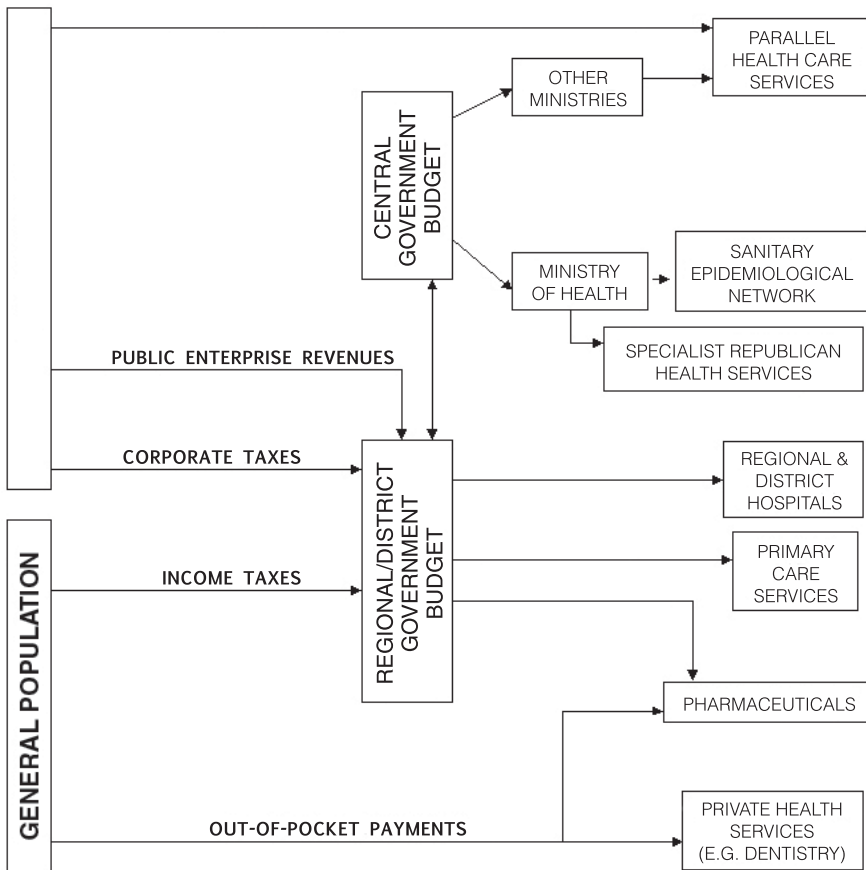 PARALLEL
HEALTH CARE
SERVICES
OTHER
MINISTRIES
CENTRAL
GOVERNMENT
BUDGET
MINISTRY
OF HEALTH
SANITARY
EPIDEMIOLOGICAL
NETWORK
SPECIALIST REPUBLICAN
HEALTH SERVICES
PUBLIC ENTERPRISE REVENUES
CORPORATE TAXES
REGIONAL/DISTRICT
GOVERNMENT
BUDGET
REGIONAL &
DISTRICT
HOSPITALS
GENERAL POPULATION
INCOME TAXES
PRIMARY
CARE
SERVICES
PHARMACEUTICALS
OUT-OF-POCKET PAYMENTS
PRIVATE HEALTH
SERVICES
(E.G. DENTISTRY)